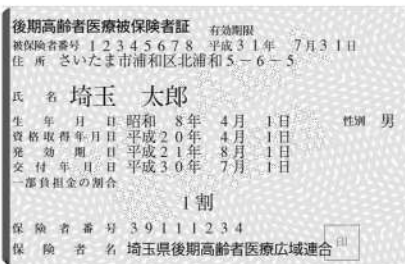 後期高齢者医療被保険者証 有効期限
被保険者番号 12345678 平成31年 7月31日
住所 さいたま市浦和区北浦和5-6-5
氏名 埼玉 太郎
生年月日 昭和 8年 4月 1日 性別 男
資格取得年月日 平成20年 4月 1日
発効期日 平成21年 8月 1日
交付年月日 平成30年 7月 1日
一部負担金の割合
1割
保険者番号 39111234
保険者名 埼玉県後期高齢者医療広域連合 印